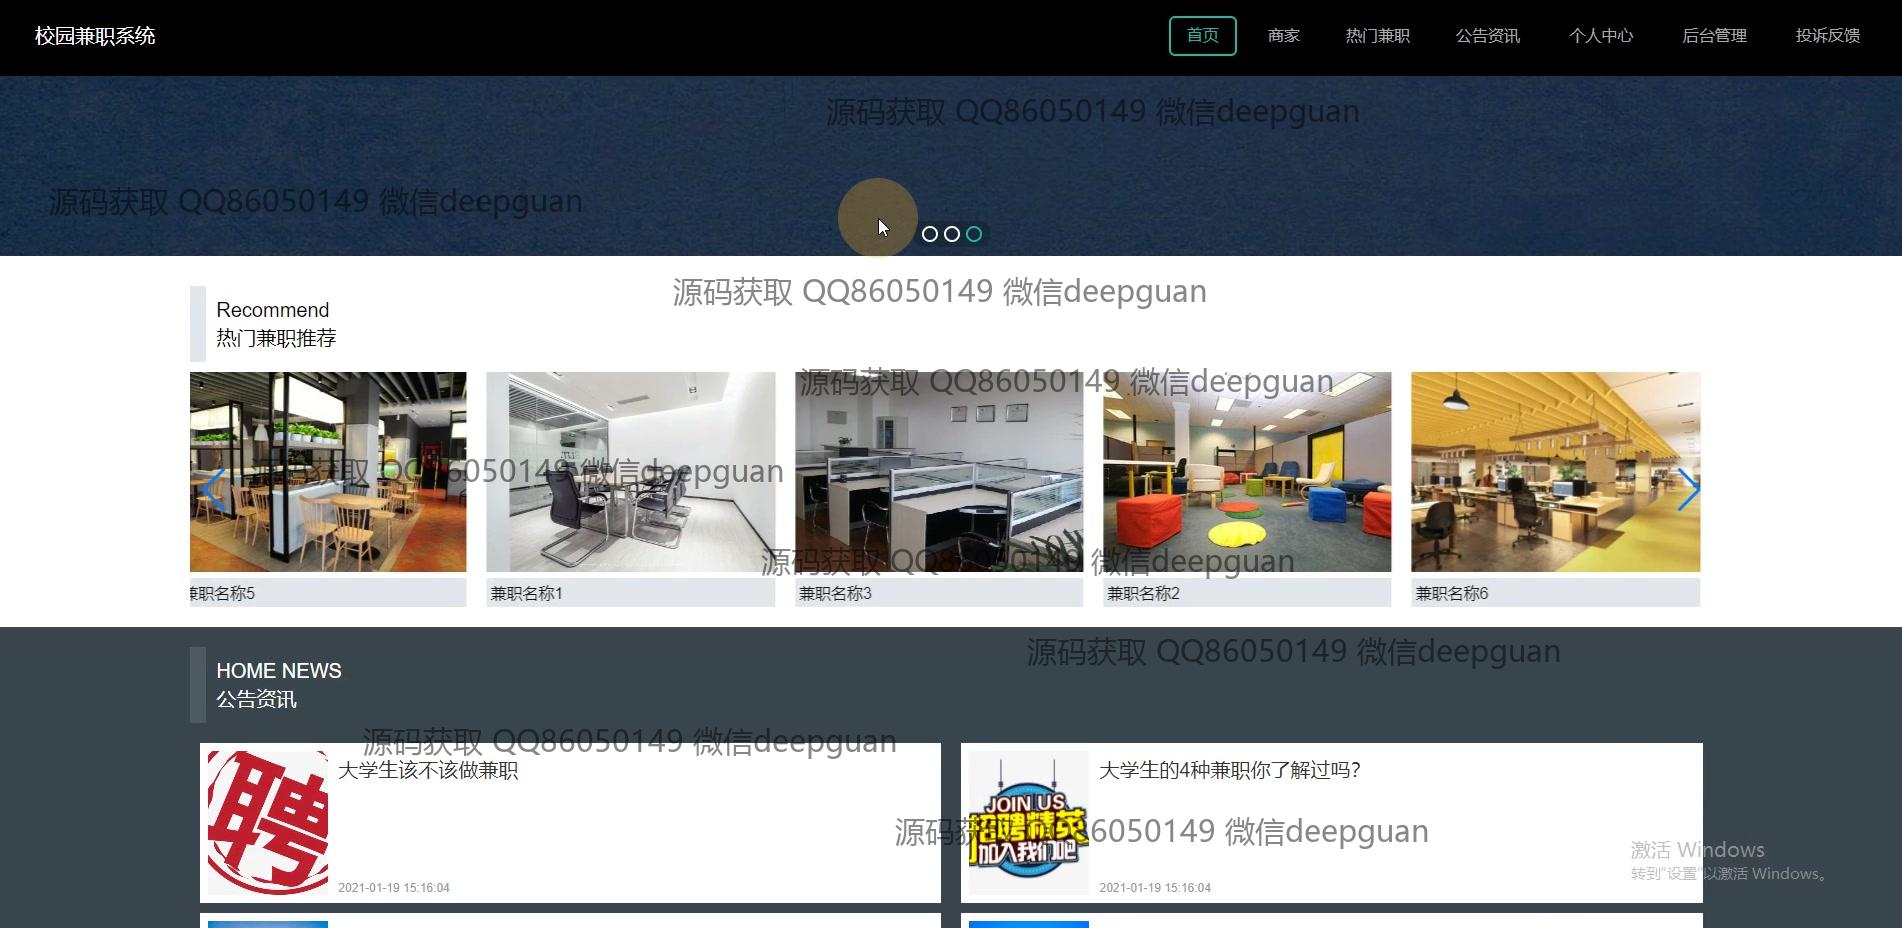 校园兼职系统
首页 商家 热门兼职 公告资讯 个人中心 后台管理 投诉反馈
源码获取 QQ86050149 微信deepguan
源码获取 QQ86050149 微信deepguan
源码获取 QQ86050149 微信deepguan
Recommend
热门兼职推荐
源码获取 QQ86050149 微信deepguan
源码获取 QQ86050149 微信deepguan
源码获取 QQ86050149 微信deepguan
兼职名称5 兼职名称1 兼职名称3 兼职名称2 兼职名称6
源码获取 QQ86050149 微信deepguan
HOME NEWS
公告资讯
源码获取 QQ86050149 微信deepguan
聘
大学生该不该做兼职
2021-01-19 15:16:04
JOIN US
招聘精英
加入我们吧
大学生的4种兼职你了解过吗?
源码获取 QQ86050149 微信deepguan
2021-01-19 15:16:04
激活 Windows
转到"设置"以激活 Windows。